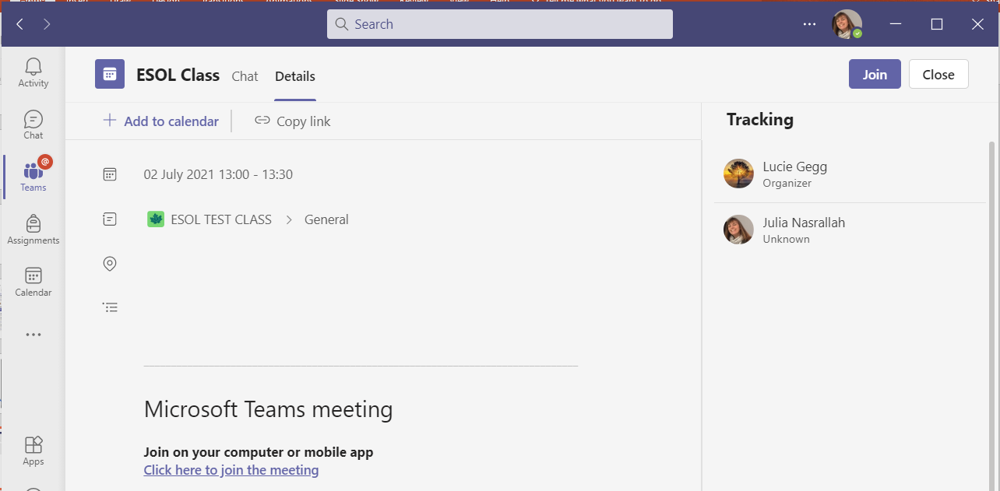 Search
Activity
Chat
@
Teams
Assignments
Calendar
Apps
ESOL Class
Chat
Details
Join
Close
Add to calendar
Copy link
02 July 2021 13:00 - 13:30
ESOL TEST CLASS > General
Microsoft Teams meeting
Join on your computer or mobile app
Click here to join the meeting
Tracking
Lucie Gegg
Organizer
Julia Nasrallah
Unknown